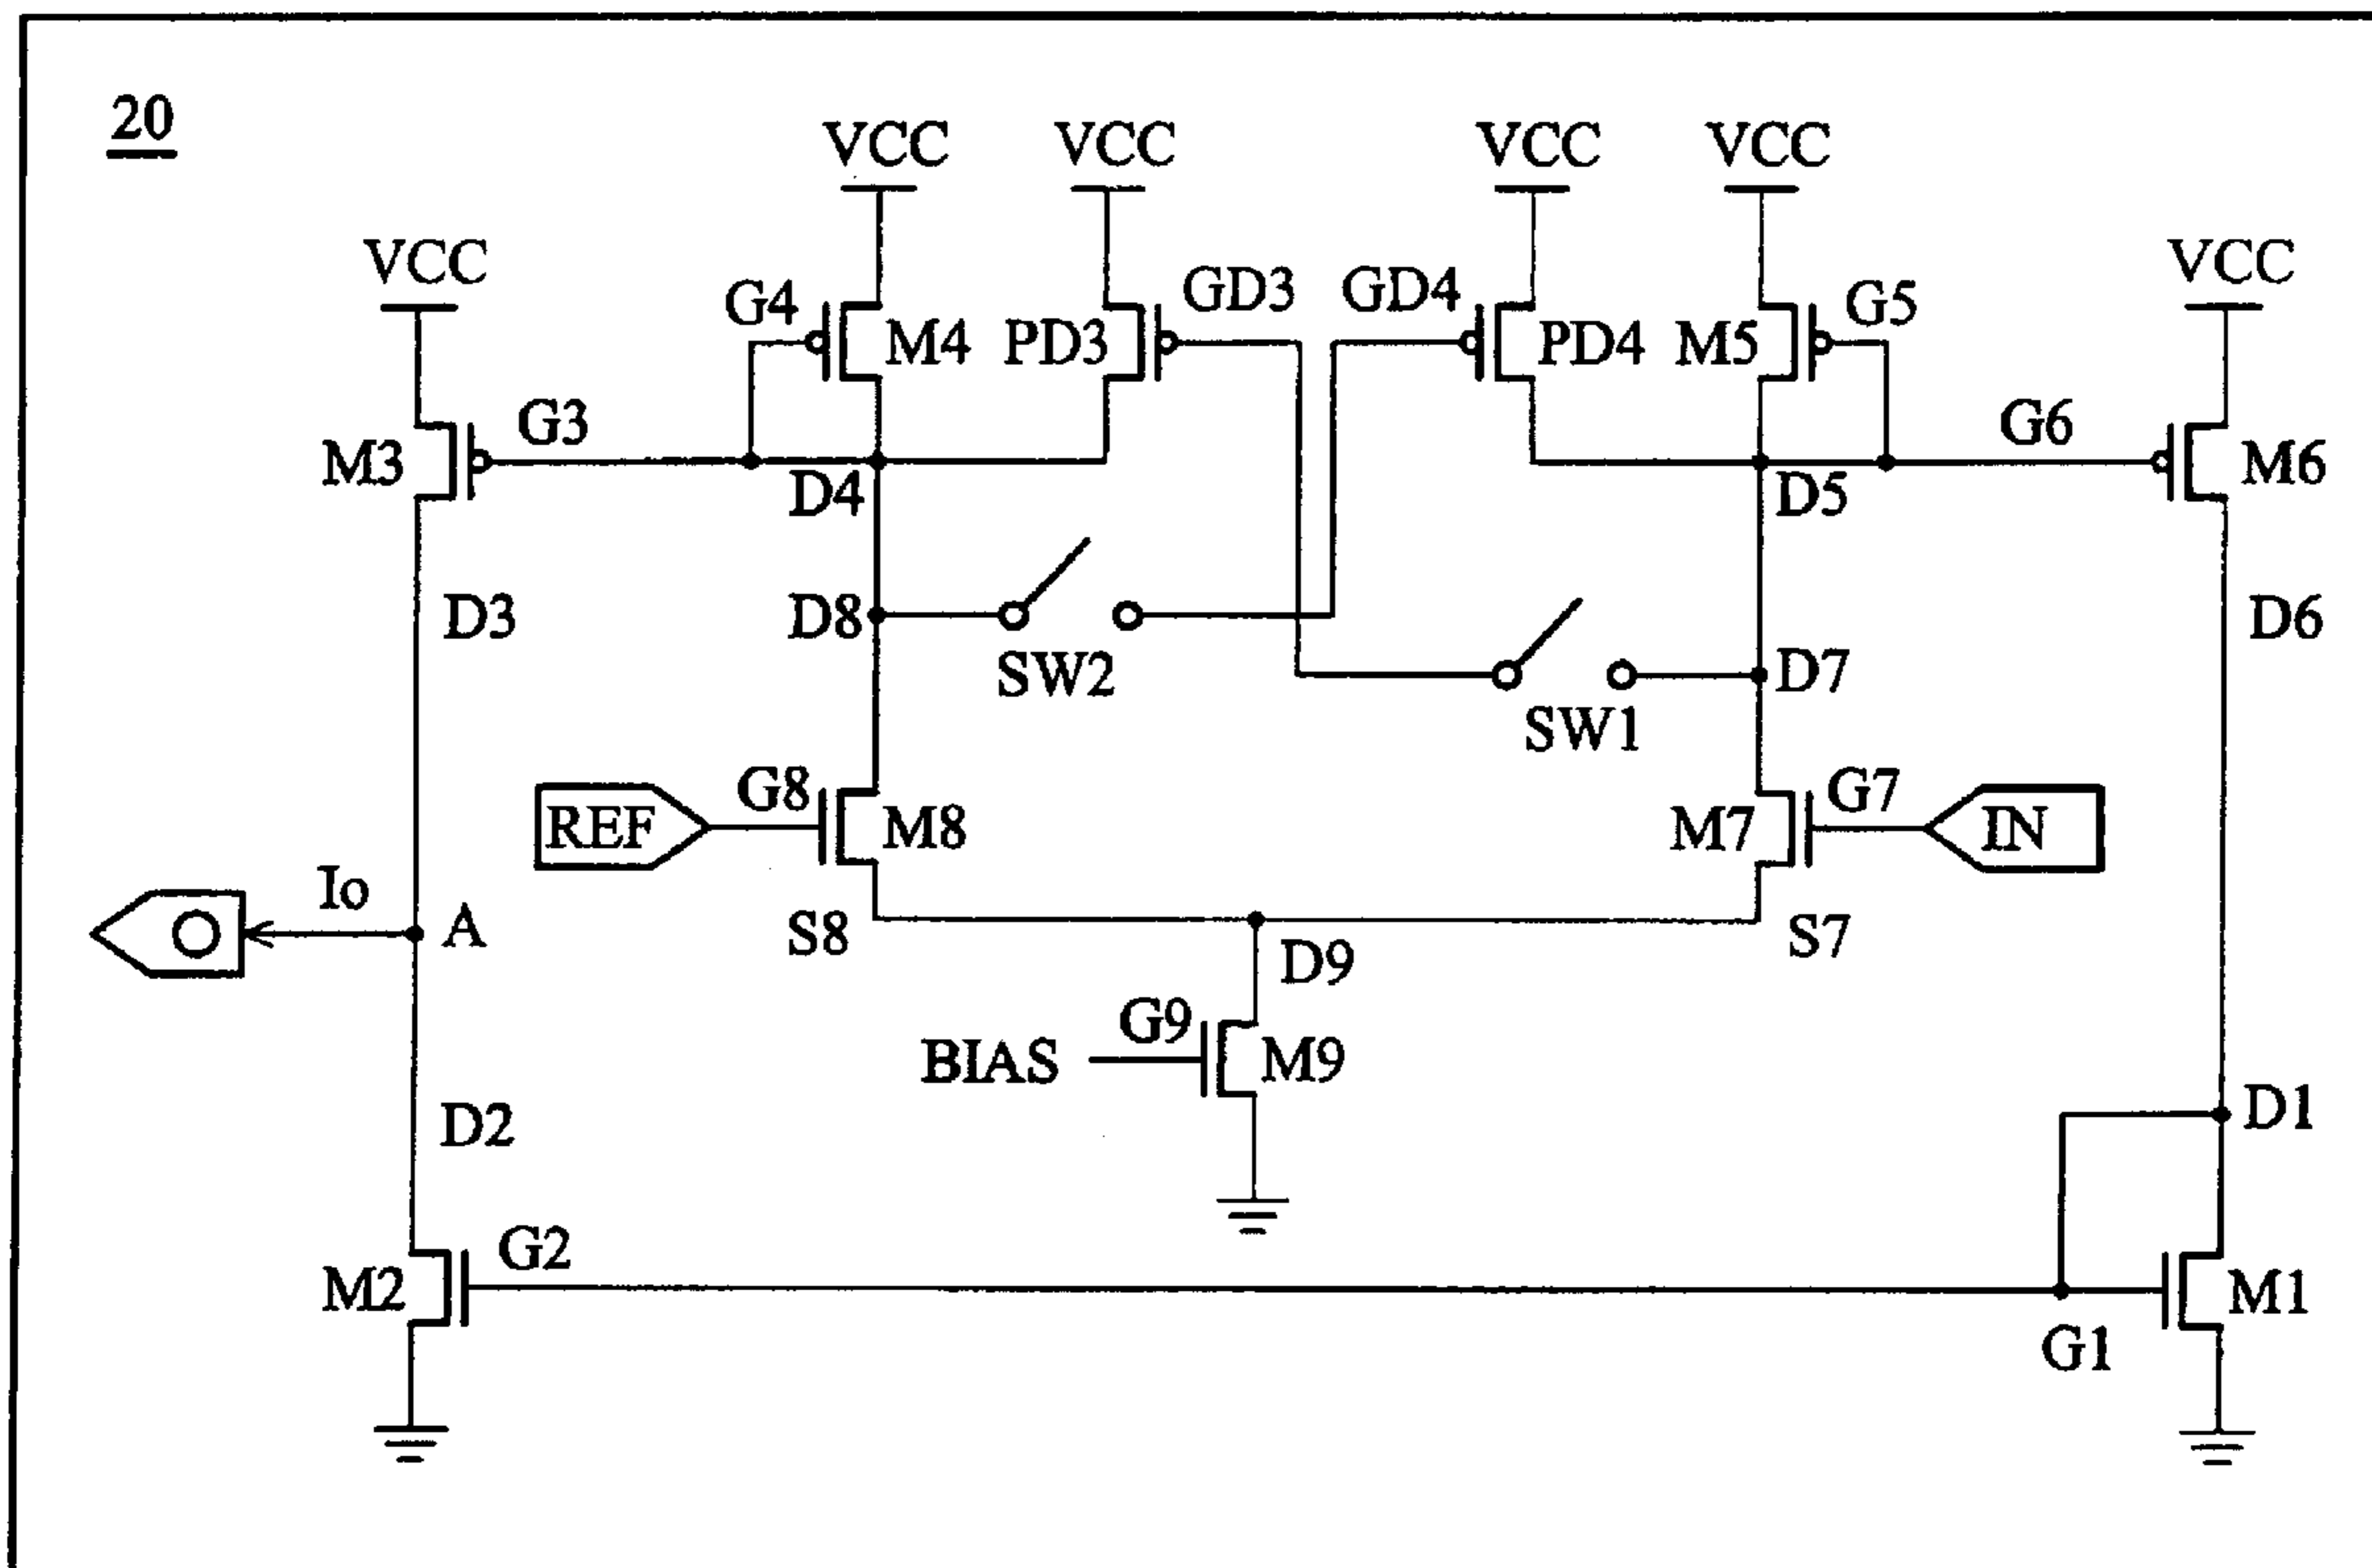 20
VCC VCC VCC VCC
VCC VCC
G4 M4 PD3 GD3 GD4 PD4 M5 G5
M3 G3 G6 M6
D4 D5
D3 D8 SW2 D7 D6
SW1
REF G8 M8 M7 G7 IN
Io
O A S8 D9 S7
BIAS G9 M9
D2 D1
M2 G2 M1
G1